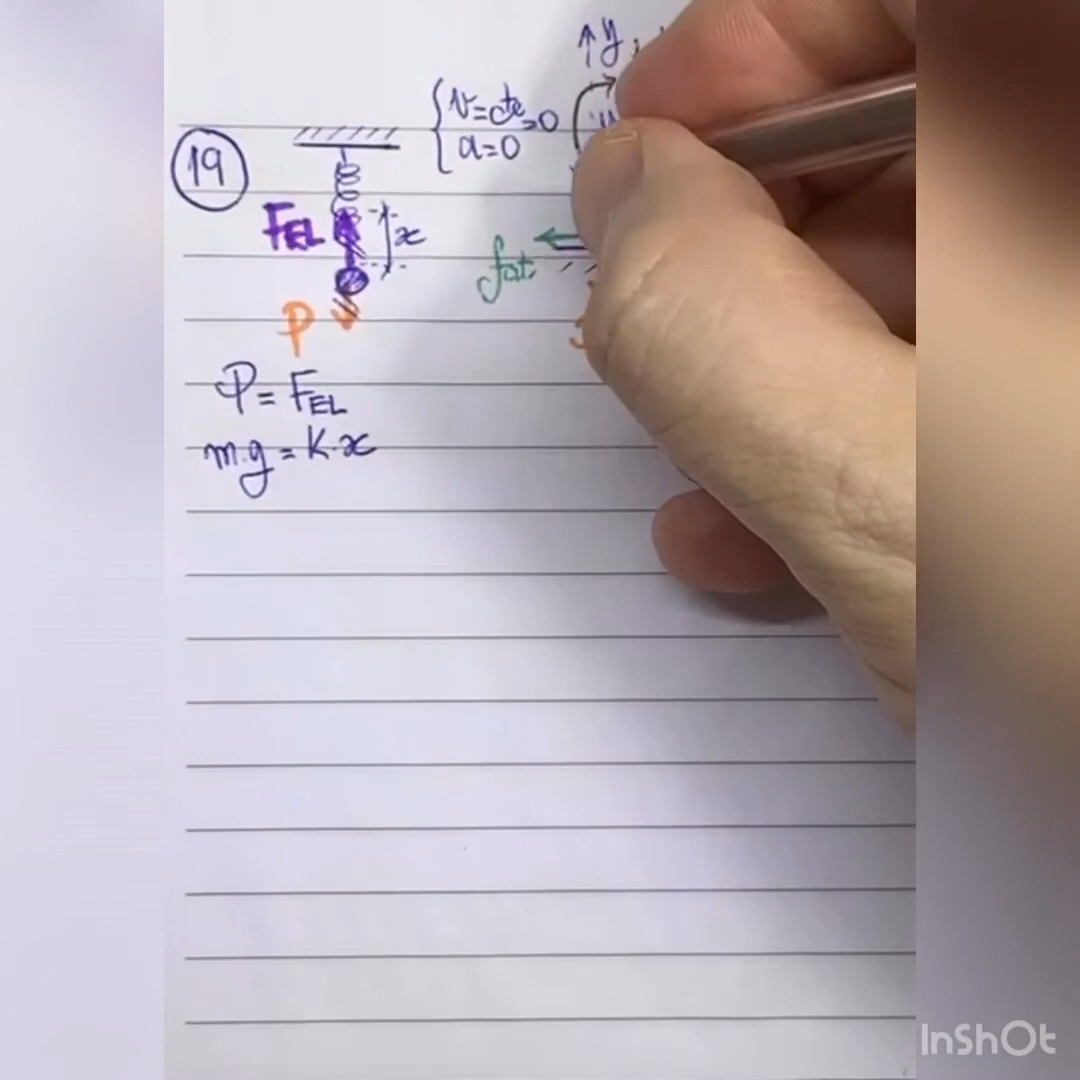 ↑y
{v=cte=0
a=0
19
FEL
x
fat
P
P = FEL
m.g = K.x
InShOt